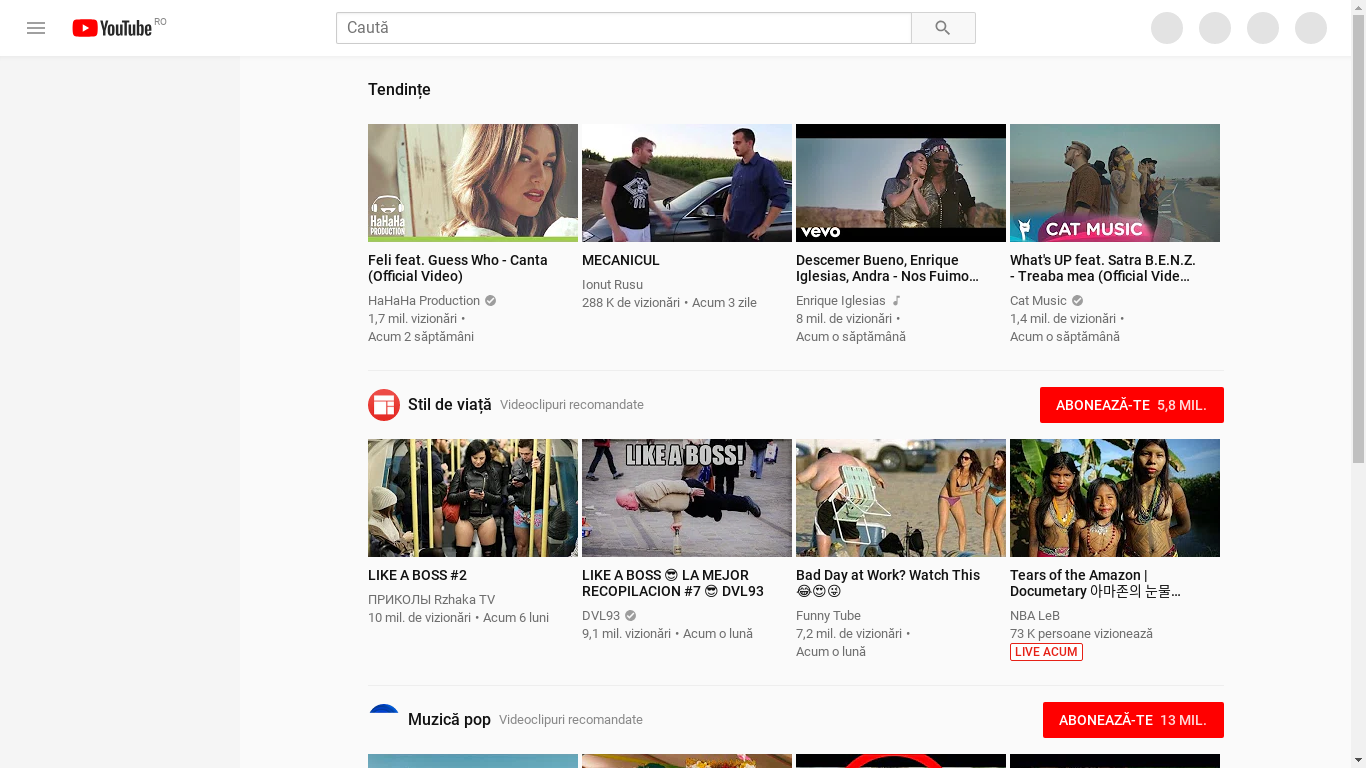 YouTube RO
Caută
Tendințe
HaHaHa
PRODUCTION
vevo
CAT MUSIC
Feli feat. Guess Who - Canta
(Official Video)
HaHaHa Production
1,7 mil. vizionări •
Acum 2 săptămâni
MECANICUL
Ionut Rusu
288 K de vizionări • Acum 3 zile
Descemer Bueno, Enrique
Iglesias, Andra - Nos Fuimo…
Enrique Iglesias
8 mil. de vizionări •
Acum o săptămână
What's UP feat. Satra B.E.N.Z.
- Treaba mea (Official Vide…
Cat Music
1,4 mil. de vizionări •
Acum o săptămână
Stil de viață Videoclipuri recomandate
ABONEAZĂ-TE 5,8 MIL.
LIKE A BOSS!
LIKE A BOSS #2
ПРИКОЛЫ Rzhaka TV
10 mil. de vizionări • Acum 6 luni
LIKE A BOSS 😎 LA MEJOR
RECOPILACION #7 😎 DVL93
DVL93
9,1 mil. vizionări • Acum o lună
Bad Day at Work? Watch This
😂😍😜
Funny Tube
7,2 mil. de vizionări •
Acum o lună
Tears of the Amazon |
Documetary 아마존의 눈물…
NBA LeB
73 K persoane vizionează
LIVE ACUM
Muzică pop Videoclipuri recomandate
ABONEAZĂ-TE 13 MIL.